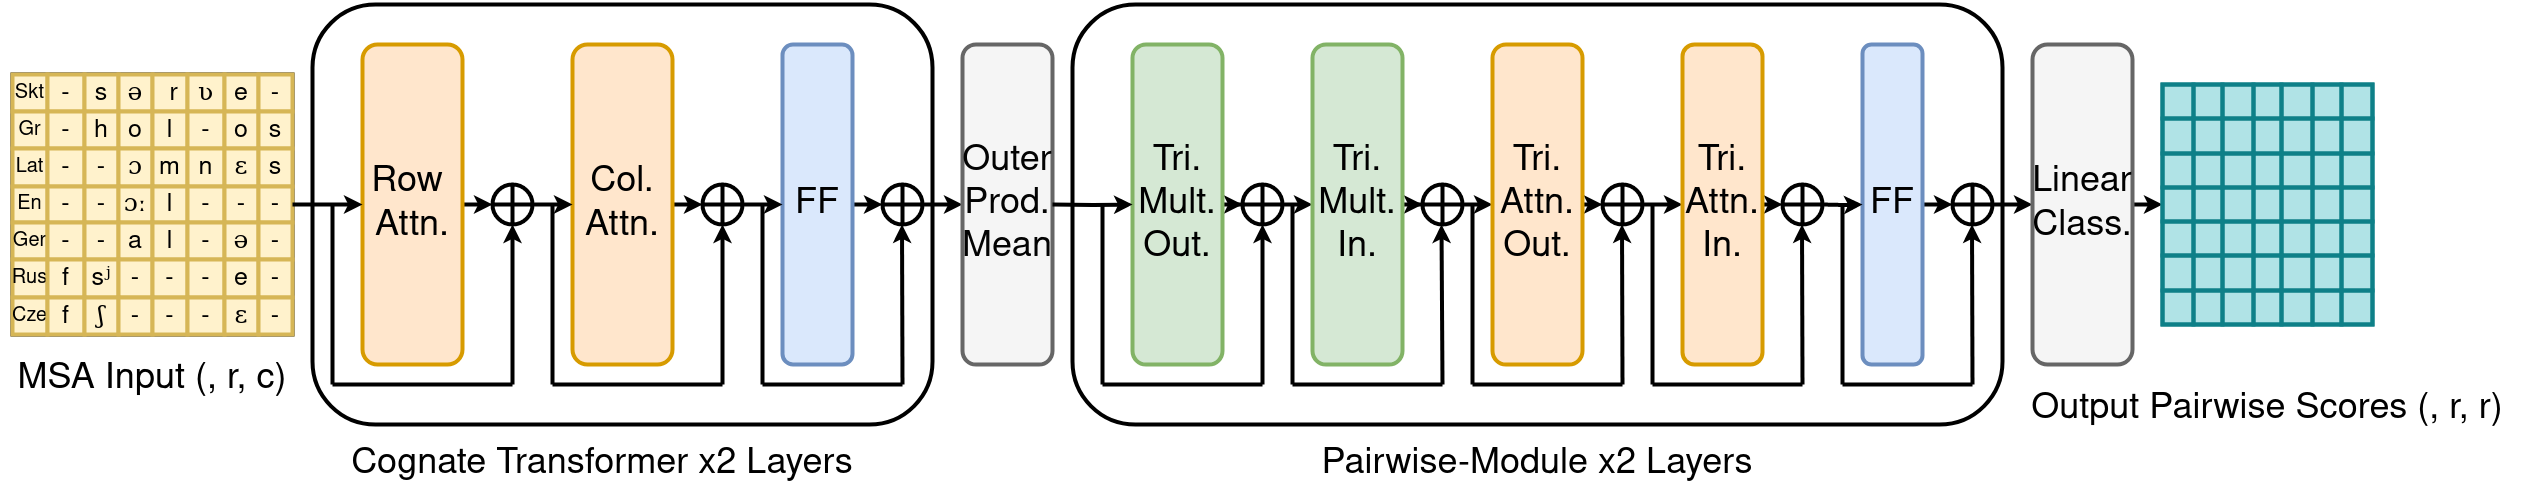 Skt - s ə r ʋ e -
Gr - h o l - o s
Lat - - ɔ m n ɛ s
En - - ɔː l - - -
Ger - - a l - ə -
Rus f sʲ - - - e -
Cze f ʃ - - - ɛ -
MSA Input (, r, c)
Row
Attn.
Col.
Attn.
FF
Cognate Transformer x2 Layers
Outer
Prod.
Mean
Tri.
Mult.
Out.
Tri.
Mult.
In.
Tri.
Attn.
Out.
Tri.
Attn.
In.
FF
Pairwise-Module x2 Layers
Linear
Class.
Output Pairwise Scores (, r, r)